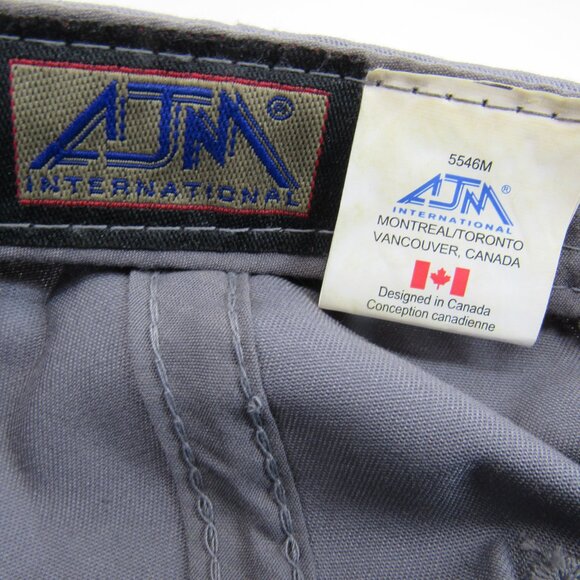 AJM®
INTERNATIONAL
5546M
AJM®
INTERNATIONAL
MONTREAL/TORONTO
VANCOUVER, CANADA
Designed in Canada
Conception canadienne